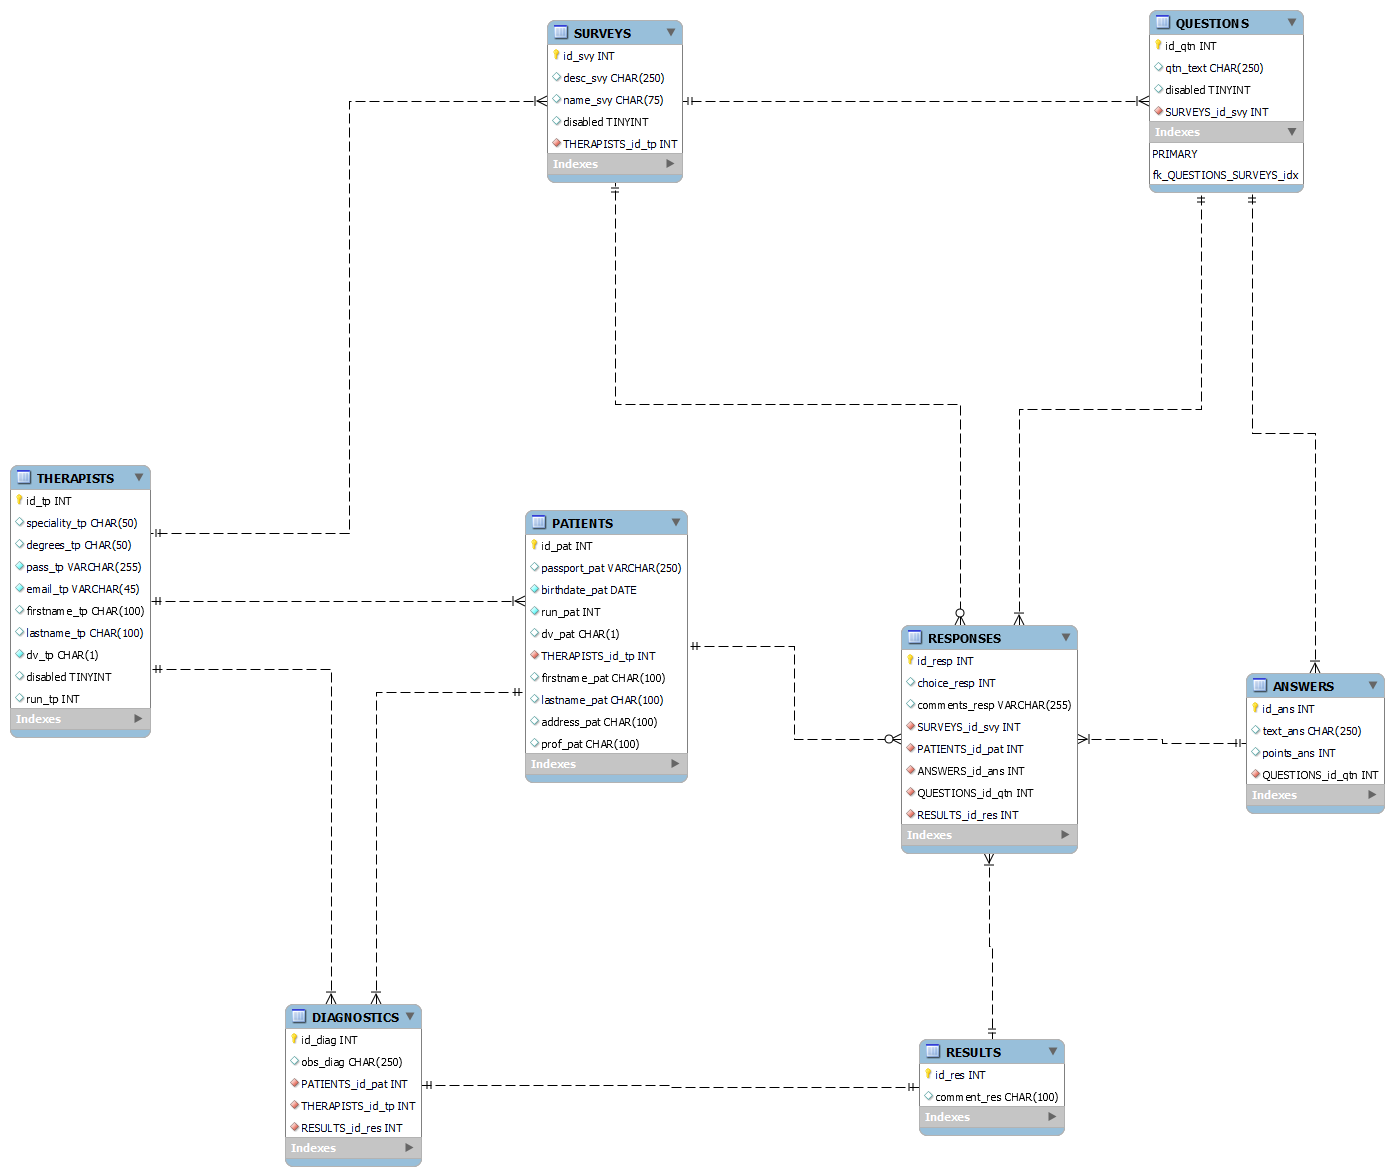 SURVEYS
id_svy INT
desc_svy CHAR(250)
name_svy CHAR(75)
disabled TINYINT
THERAPISTS_id_tp INT
Indexes
QUESTIONS
id_qtn INT
qtn_text CHAR(250)
disabled TINYINT
SURVEYS_id_svy INT
Indexes
PRIMARY
fk_QUESTIONS_SURVEYS_idx
THERAPISTS
id_tp INT
speciality_tp CHAR(50)
degrees_tp CHAR(50)
pass_tp VARCHAR(255)
email_tp VARCHAR(45)
firstname_tp CHAR(100)
lastname_tp CHAR(100)
dv_tp CHAR(1)
disabled TINYINT
run_tp INT
Indexes
PATIENTS
id_pat INT
passport_pat VARCHAR(250)
birthdate_pat DATE
run_pat INT
dv_pat CHAR(1)
THERAPISTS_id_tp INT
firstname_pat CHAR(100)
lastname_pat CHAR(100)
address_pat CHAR(100)
prof_pat CHAR(100)
Indexes
RESPONSES
id_resp INT
choice_resp INT
comments_resp VARCHAR(255)
SURVEYS_id_svy INT
PATIENTS_id_pat INT
ANSWERS_id_ans INT
QUESTIONS_id_qtn INT
RESULTS_id_res INT
Indexes
ANSWERS
id_ans INT
text_ans CHAR(250)
points_ans INT
QUESTIONS_id_qtn INT
Indexes
DIAGNOSTICS
id_diag INT
obs_diag CHAR(250)
PATIENTS_id_pat INT
THERAPISTS_id_tp INT
RESULTS_id_res INT
Indexes
RESULTS
id_res INT
comment_res CHAR(100)
Indexes